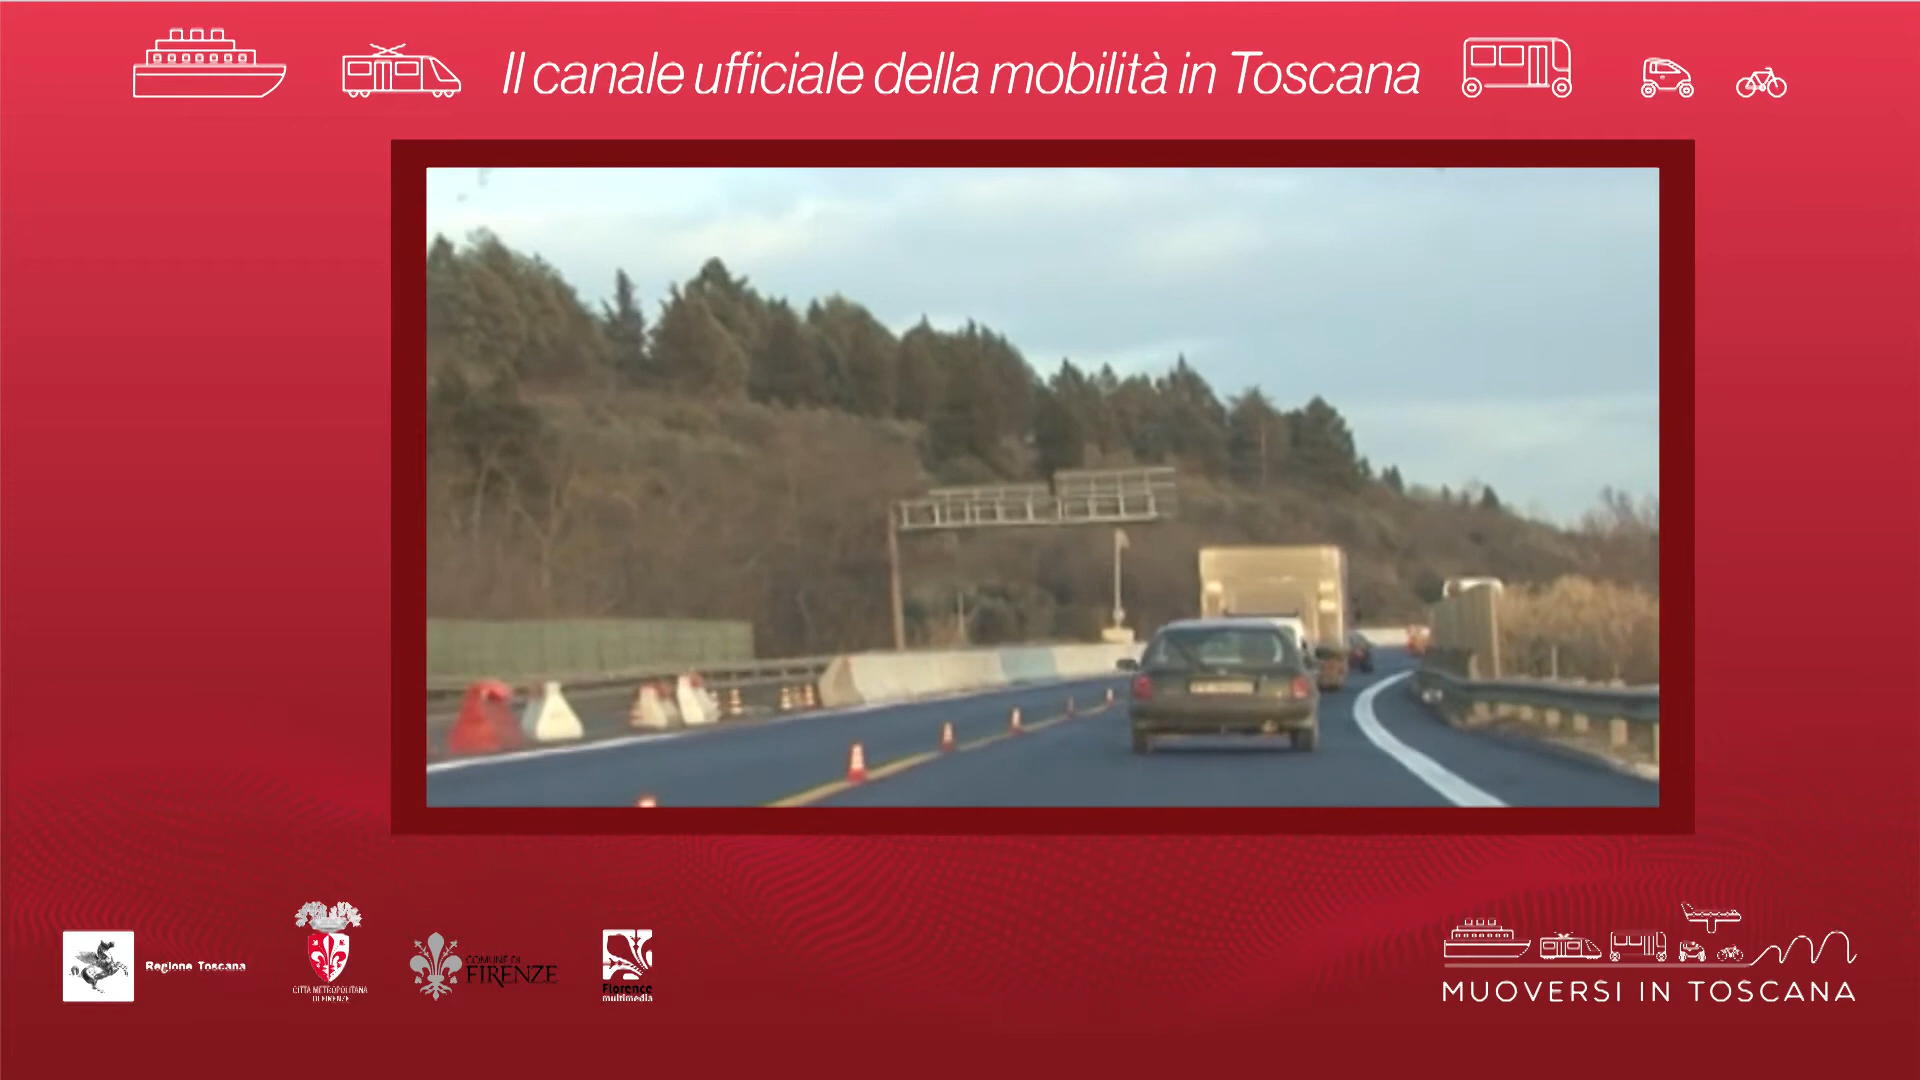 Il canale ufficiale della mobilità in Toscana
Regione Toscana
CITTÀ METROPOLITANA
DI FIRENZE
COMUNE DI
FIRENZE
Florence
multimedia
MUOVERSI IN TOSCANA